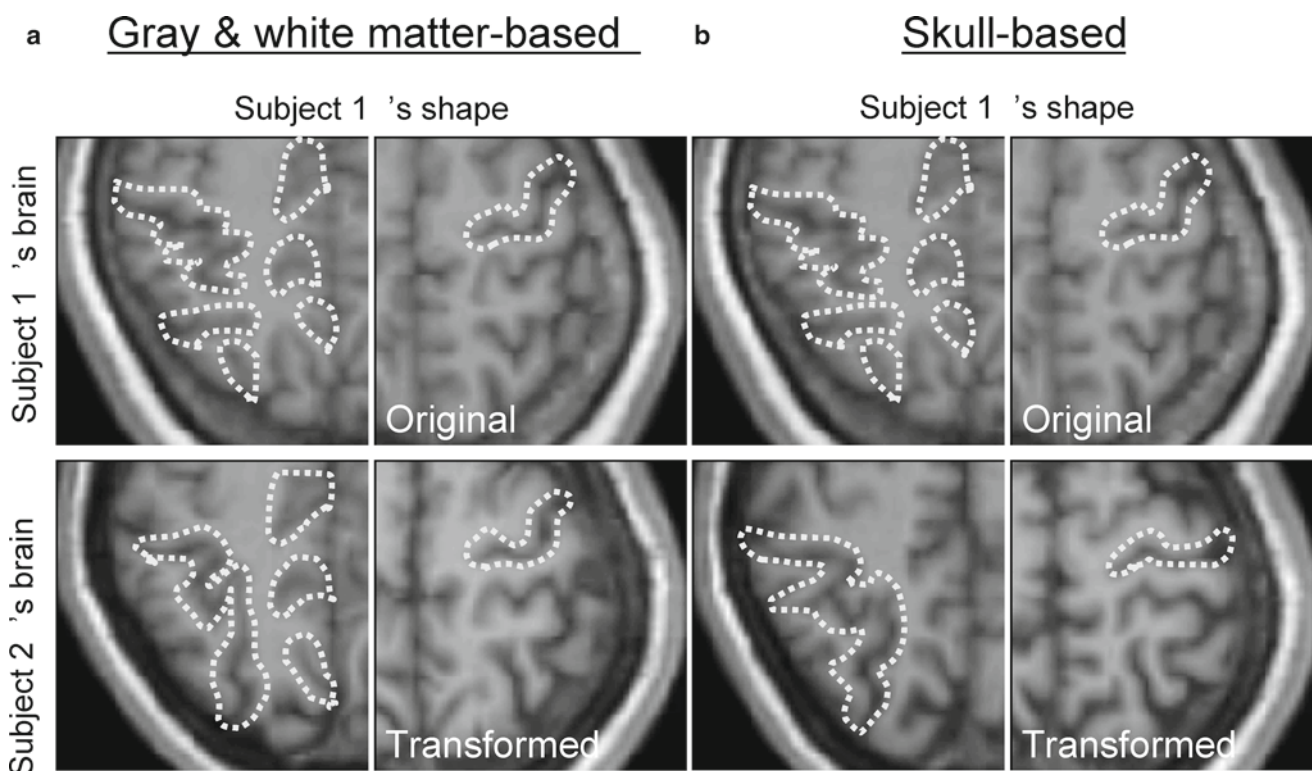 a Gray & white matter-based b Skull-based
Subject 1 's shape Subject 1 's shape
Subject 1 's brain
Original Original
Subject 2 's brain
Transformed Transformed